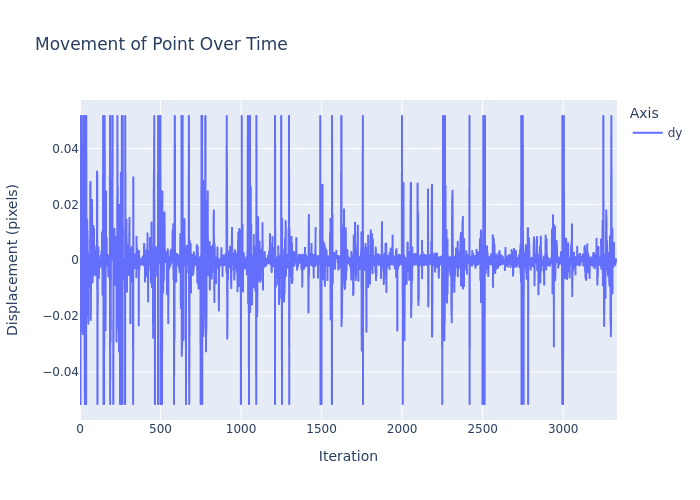 Movement of Point Over Time
Axis
dy
0.04
0.02
0
−0.02
−0.04
Displacement (pixels)
0
500
1000
1500
2000
2500
3000
Iteration